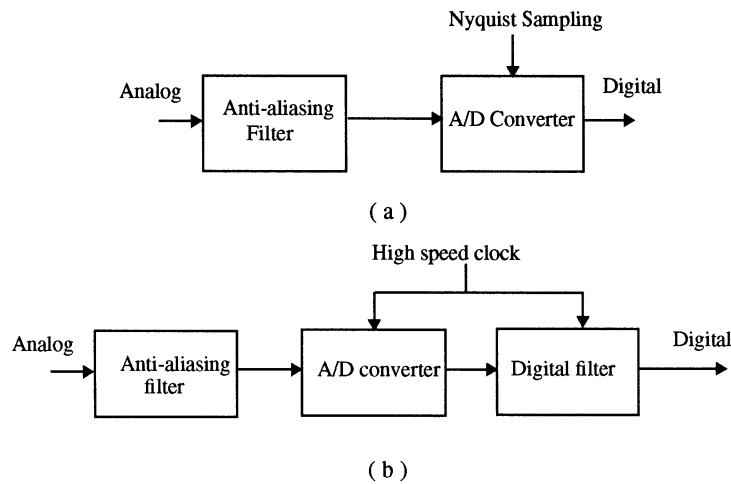 Nyquist Sampling
Analog
Anti-aliasing
Filter
A/D Converter
Digital
( a )
High speed clock
Analog
Anti-aliasing
filter
A/D converter
Digital filter
Digital
( b )